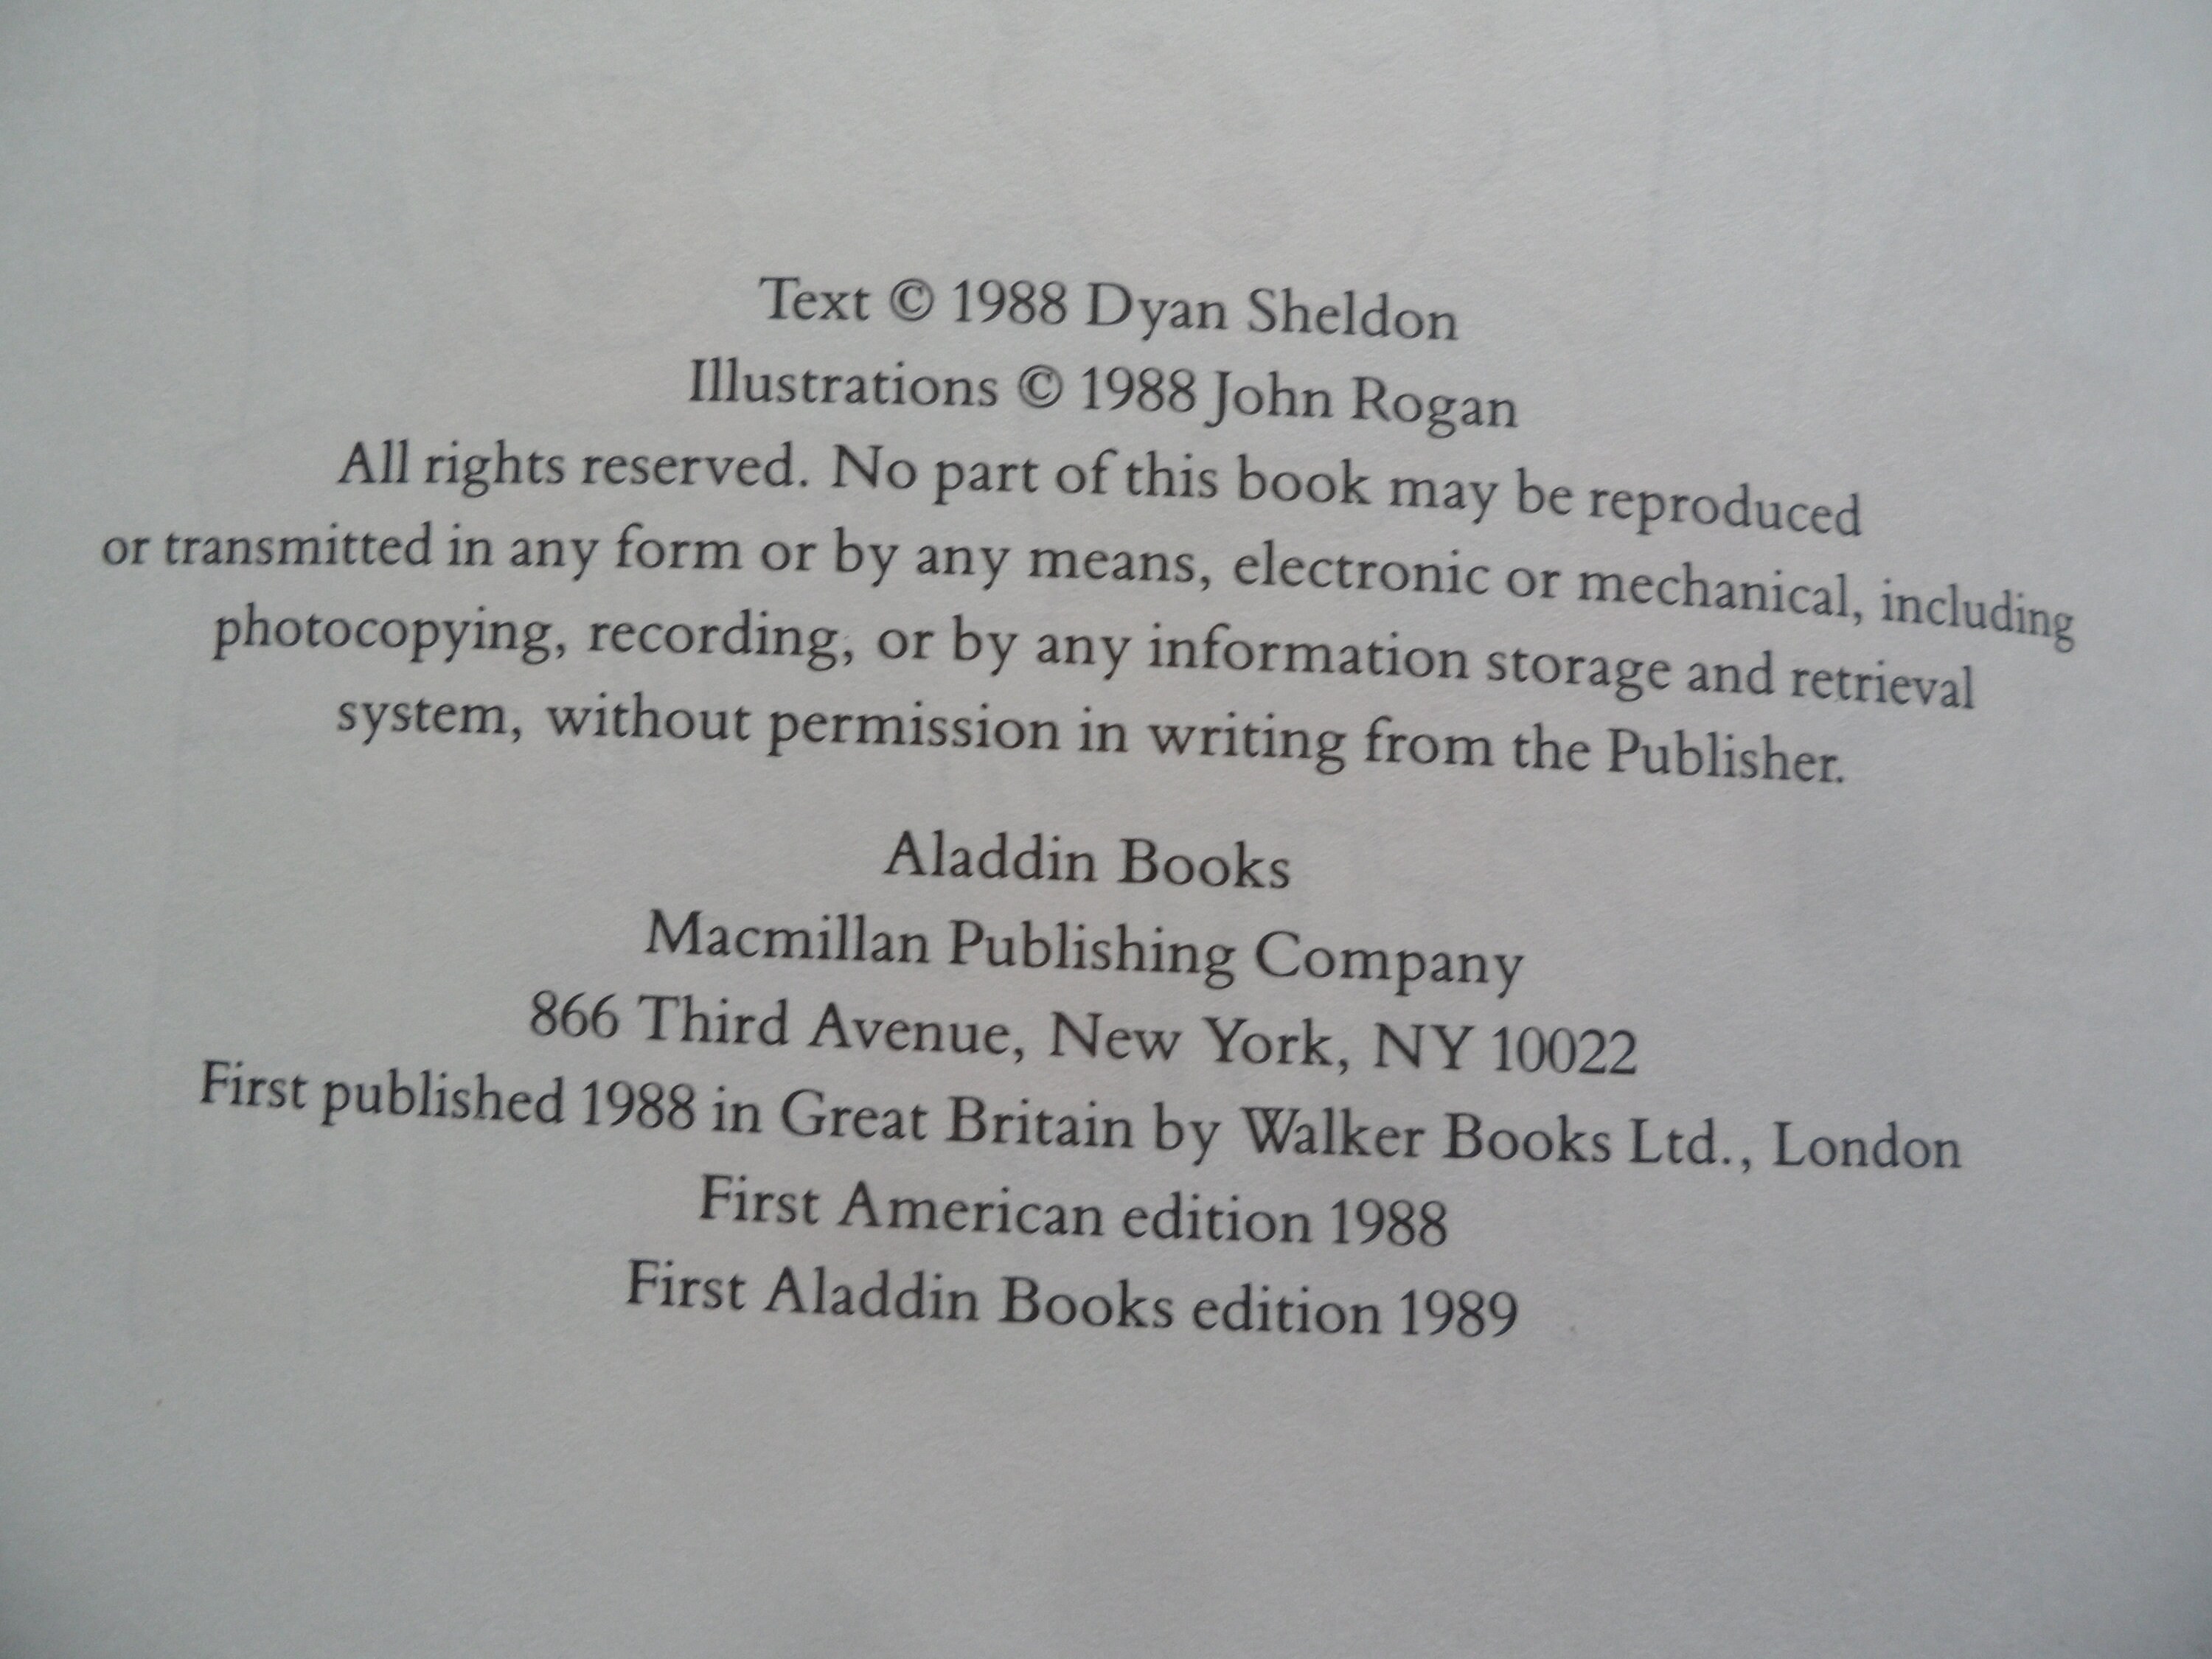 Text © 1988 Dyan Sheldon
Illustrations © 1988 John Rogan
All rights reserved. No part of this book may be reproduced
or transmitted in any form or by any means, electronic or mechanical, including
photocopying, recording, or by any information storage and retrieval
system, without permission in writing from the Publisher.
Aladdin Books
Macmillan Publishing Company
866 Third Avenue, New York, NY 10022
First published 1988 in Great Britain by Walker Books Ltd., London
First American edition 1988
First Aladdin Books edition 1989